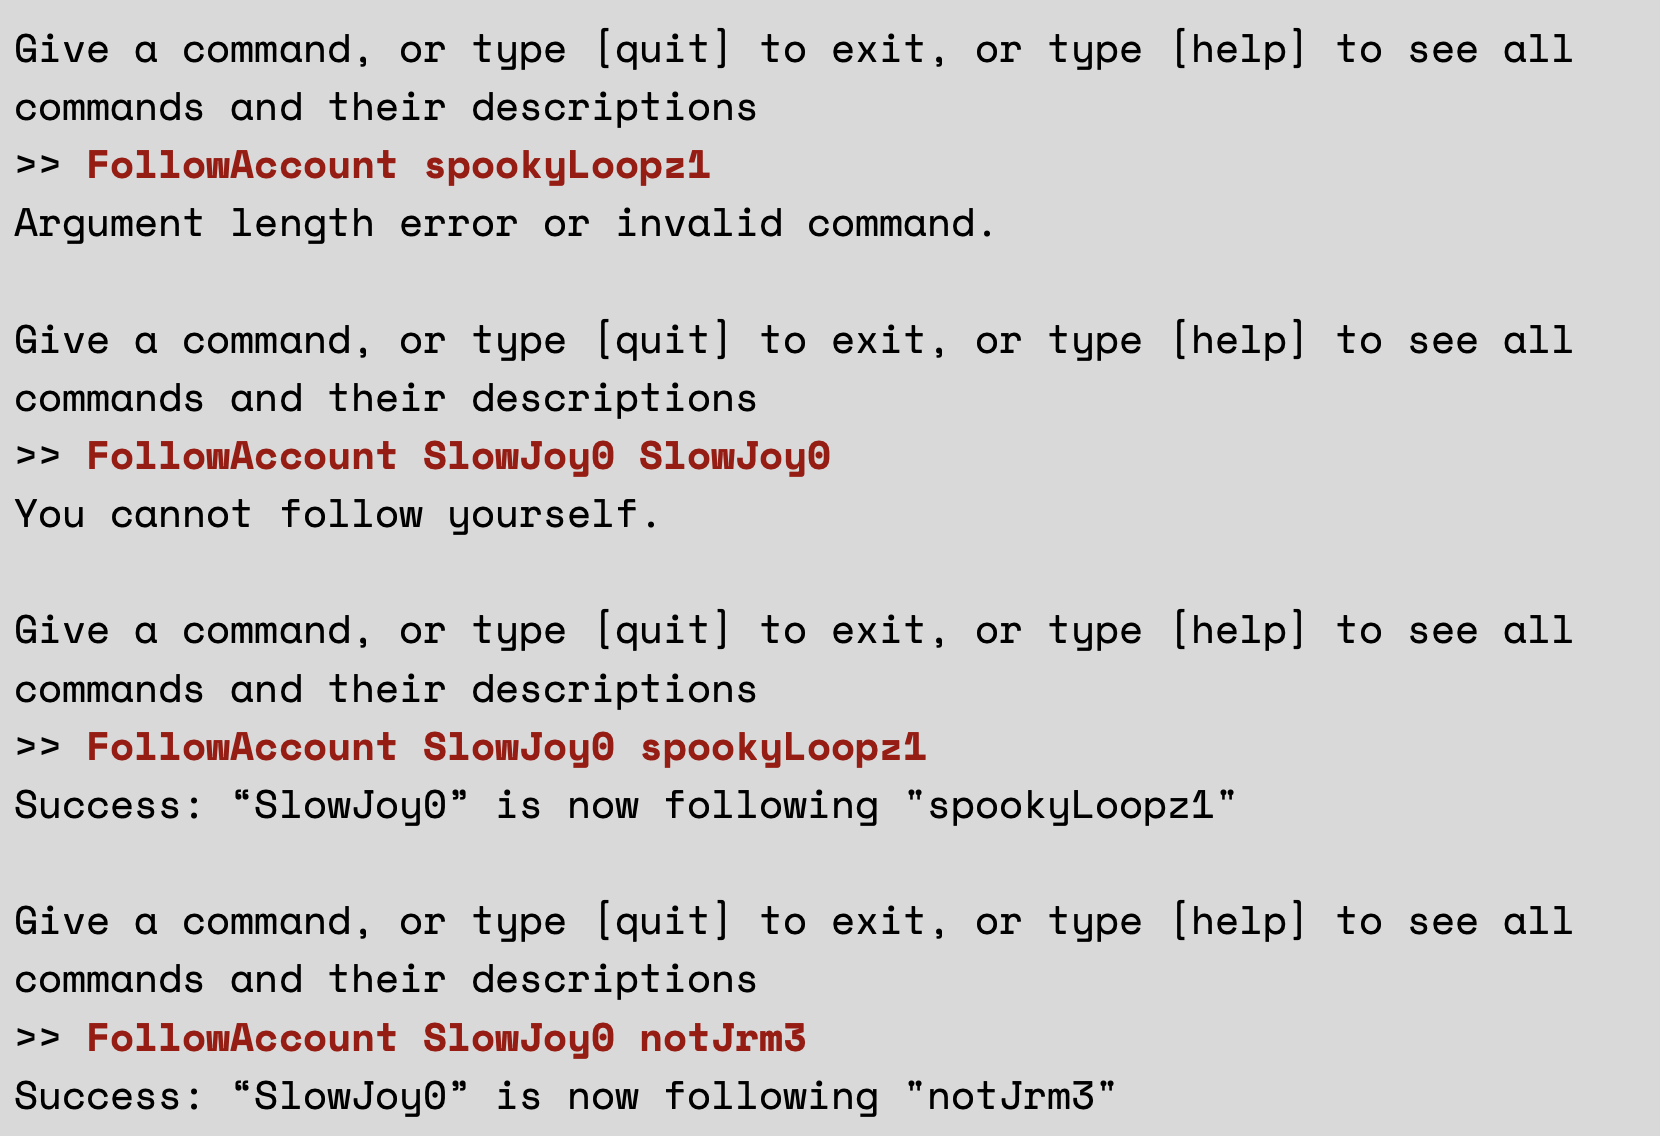 Give a command, or type [quit] to exit, or type [help] to see all
commands and their descriptions
>> FollowAccount spookyLoopz1
Argument length error or invalid command.
Give a command, or type [quit] to exit, or type [help] to see all
commands and their descriptions
>> FollowAccount SlowJoy0 SlowJoy0
You cannot follow yourself.
Give a command, or type [quit] to exit, or type [help] to see all
commands and their descriptions
>> FollowAccount SlowJoy0 spookyLoopz1
Success: “SlowJoy0” is now following "spookyLoopz1"
Give a command, or type [quit] to exit, or type [help] to see all
commands and their descriptions
>> FollowAccount SlowJoy0 notJrm3
Success: “SlowJoy0” is now following "notJrm3"